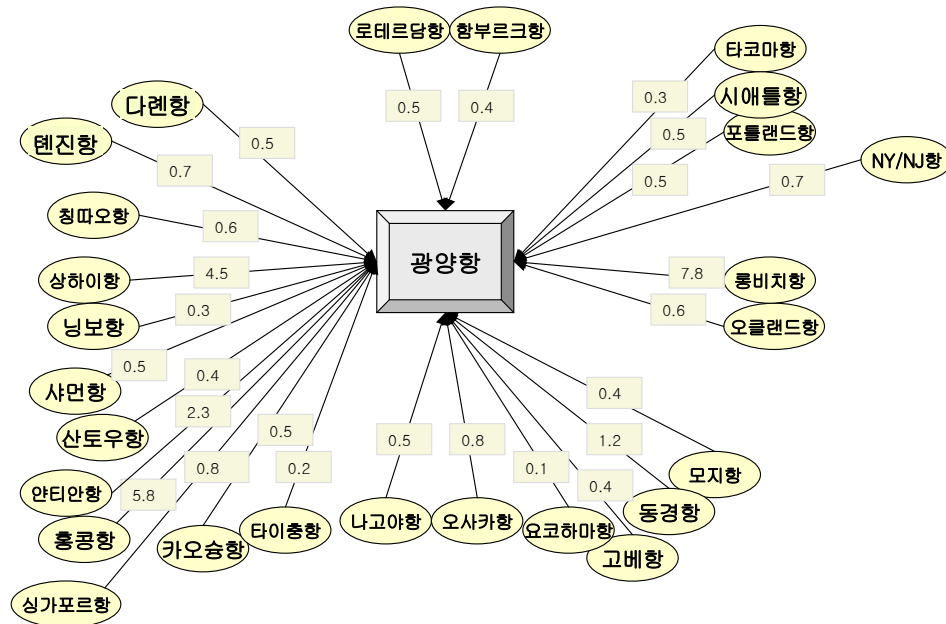 로테르담항
함부르크항
타코마항
시애틀항
포틀랜드항
NY/NJ항
다롄항
톈진항
0.5
0.4
0.3
0.5
0.5
0.7
0.5
0.7
칭따오항
0.6
광양항
상하이항
4.5
7.8
롱비치항
닝보항
0.3
0.6
오클랜드항
0.5
샤먼항
0.4
0.4
산토우항
2.3
0.5
0.5
0.8
1.2
얀티안항
5.8
0.8
0.2
0.1
0.4
모지항
홍콩항
카오슝항
타이충항
나고야항
오사카항
요코하마항
동경항
고베항
싱가포르항